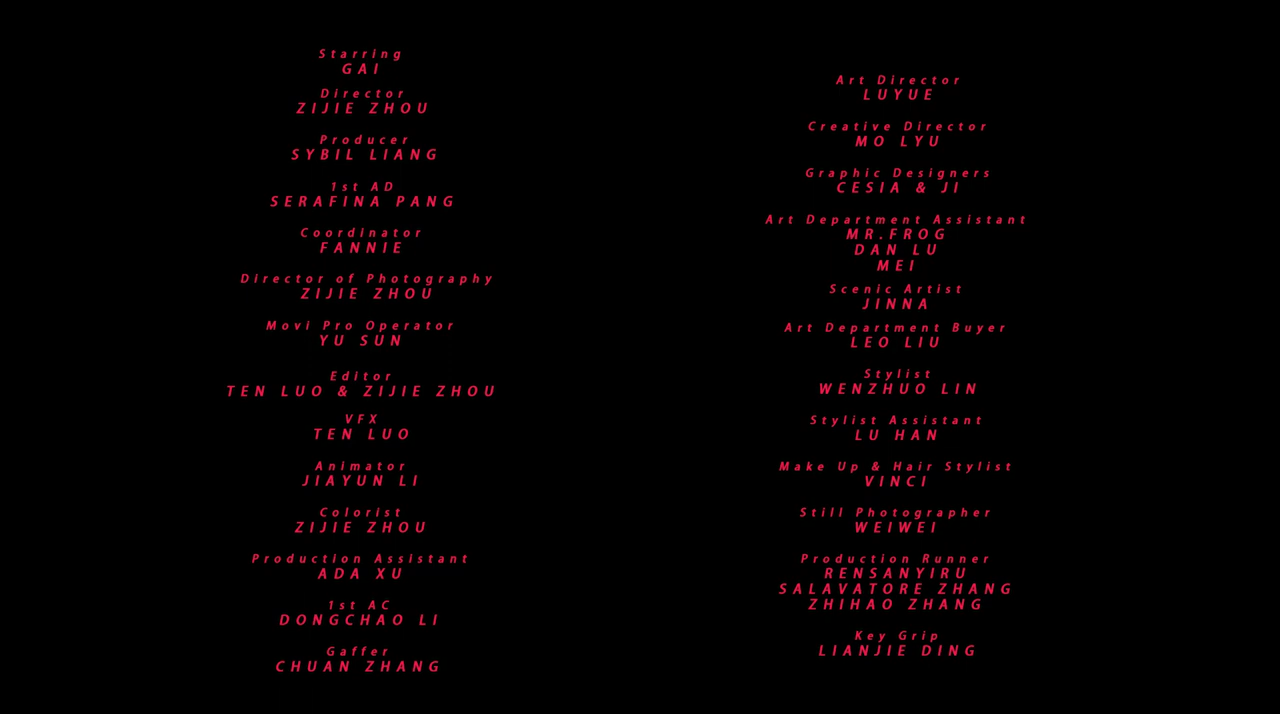 Starring
GAI
Director
ZIJIE ZHOU
Producer
SYBIL LIANG
1st AD
SERAFINA PANG
Coordinator
FANNIE
Director of Photography
ZIJIE ZHOU
Movi Pro Operator
YU SUN
Editor
TEN LUO & ZIJIE ZHOU
VFX
TEN LUO
Animator
JIAYUN LI
Colorist
ZIJIE ZHOU
Production Assistant
ADA XU
1st AC
DONGCHAO LI
Gaffer
CHUAN ZHANG
Art Director
LUYUE
Creative Director
MO LYU
Graphic Designers
CESIA & JI
Art Department Assistant
MR.FROG
DAN LU
MEI
Scenic Artist
JINNA
Art Department Buyer
LEO LIU
Stylist
WENZHUO LIN
Stylist Assistant
LU HAN
Make Up & Hair Stylist
VINCI
Still Photographer
WEIWEI
Production Runner
RENSANYIRU
SALAVATORE ZHANG
ZHIHAO ZHANG
Key Grip
LIANJIE DING